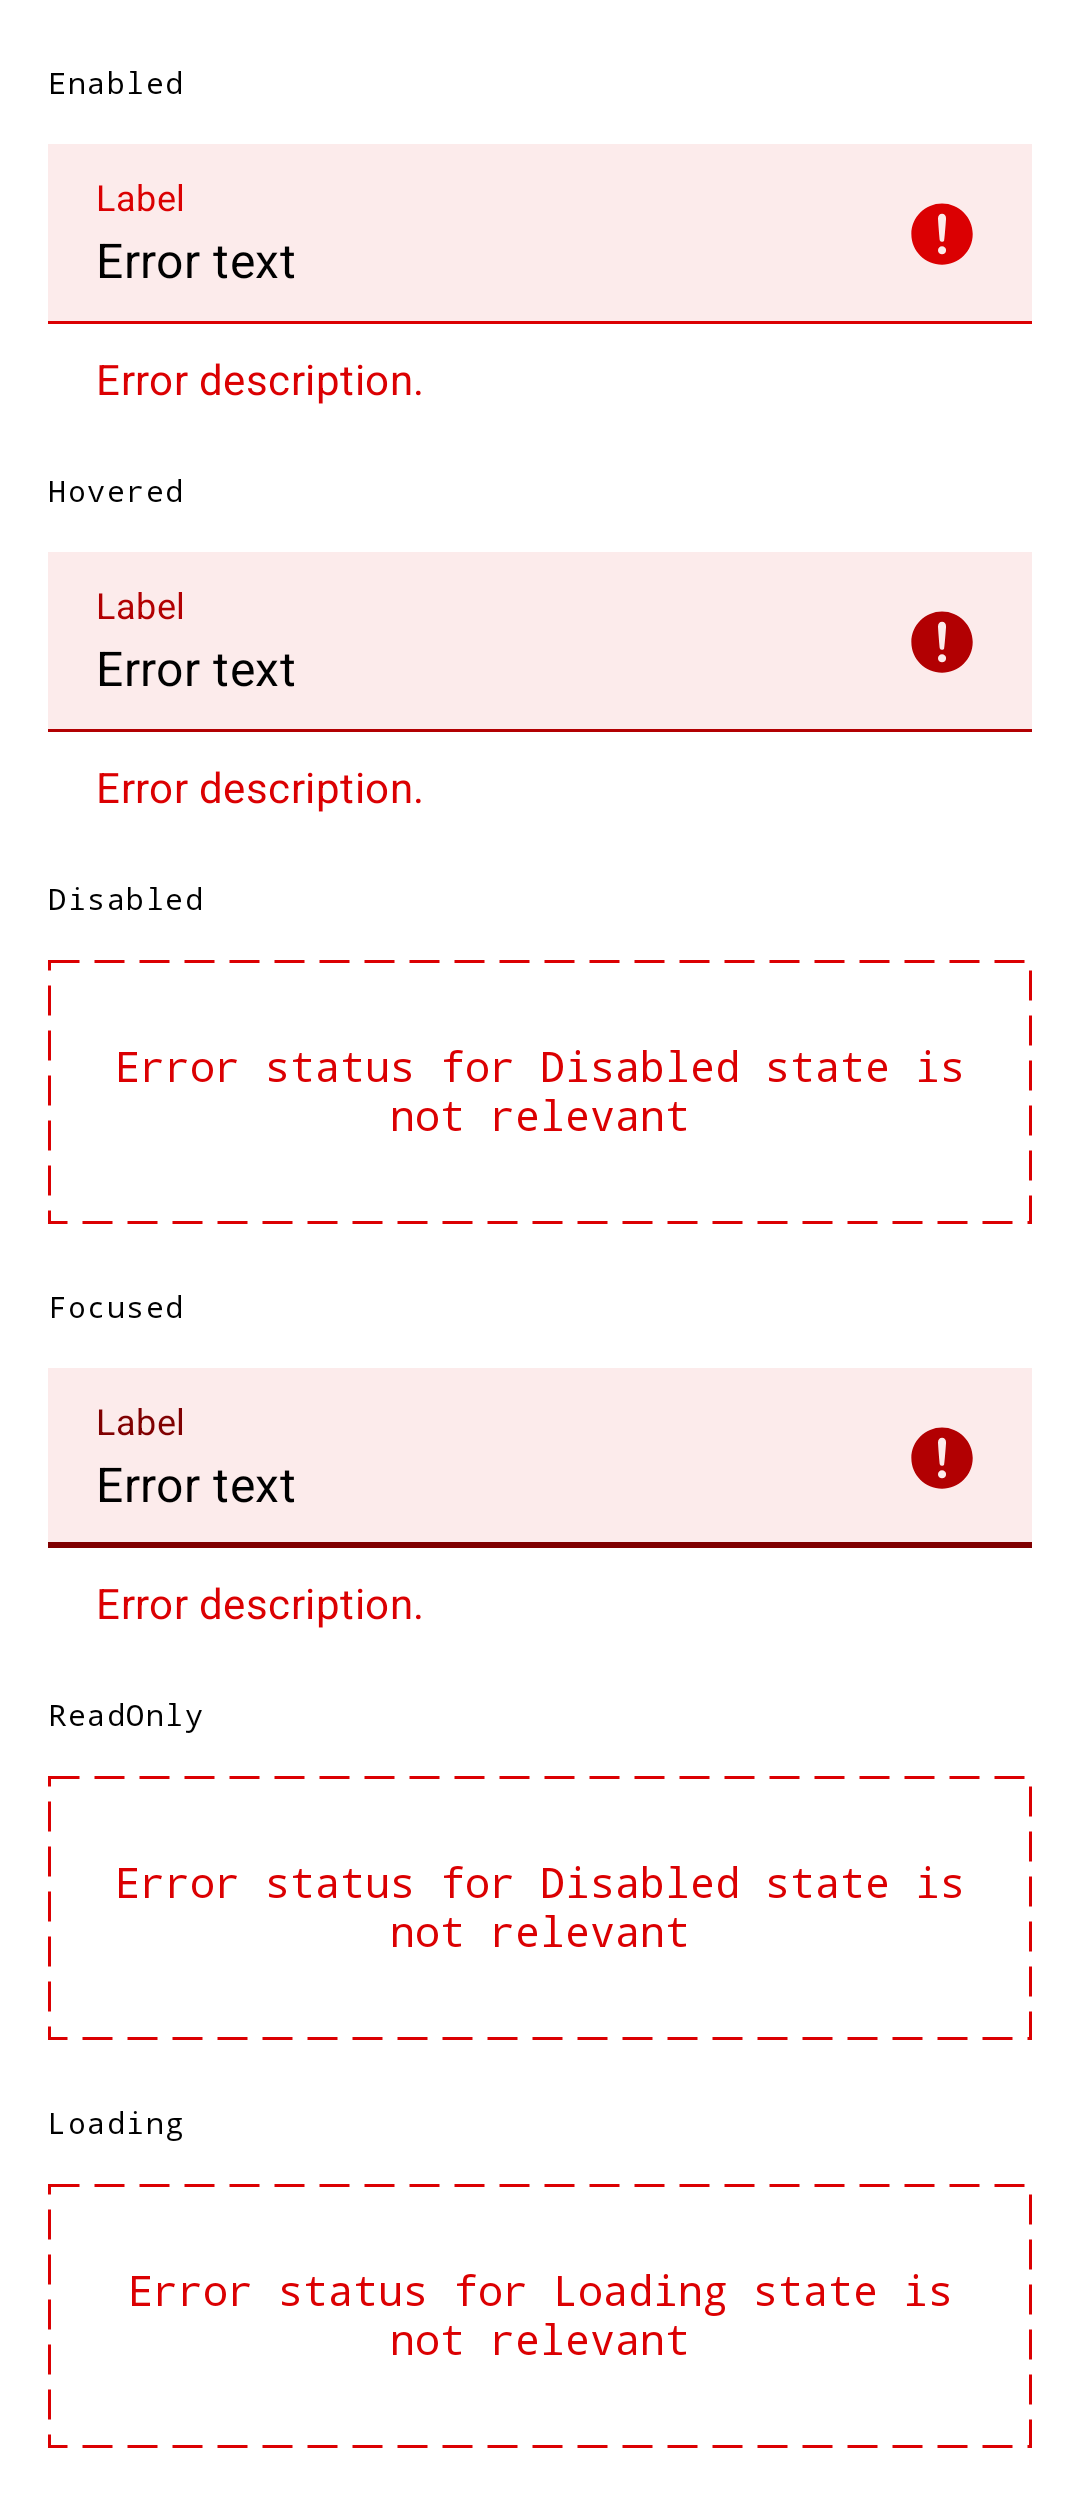 Enabled
Label
Error text
Error description.
Hovered
Label
Error text
Error description.
Disabled
Error status for Disabled state is
not relevant
Focused
Label
Error text
Error description.
ReadOnly
Error status for Disabled state is
not relevant
Loading
Error status for Loading state is
not relevant